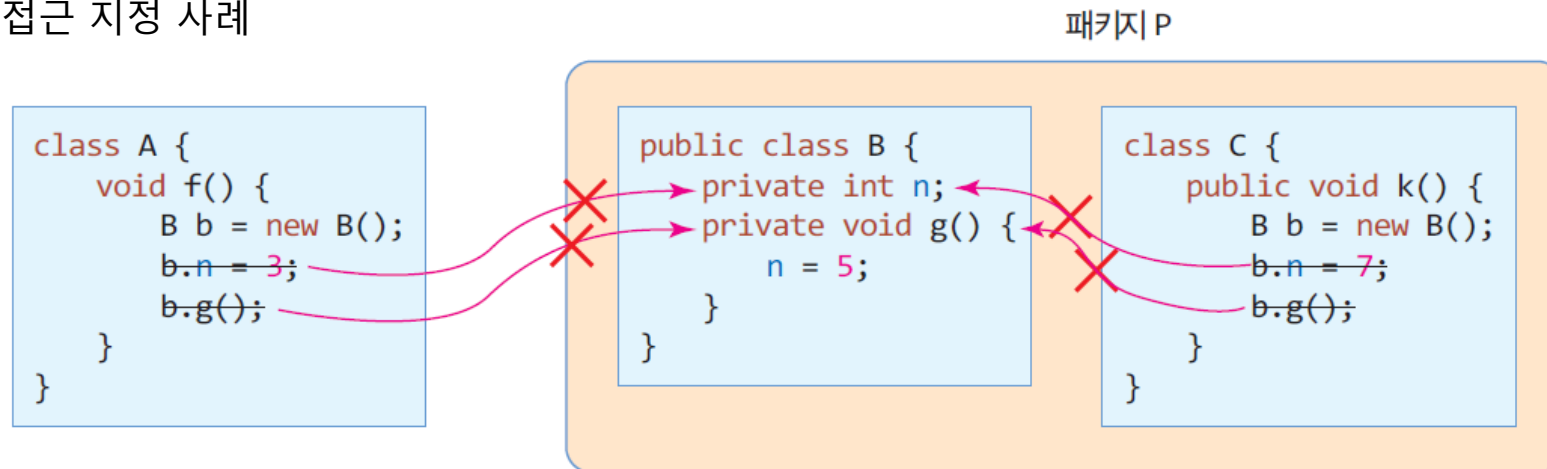 접근 지정 사례
패키지 P
class A {
void f() {
B b = new B();
b.n = 3;
b.g();
}
}
public class B {
private int n;
private void g() {
n = 5;
}
}
class C {
public void k() {
B b = new B();
b.n = 7;
b.g();
}
}